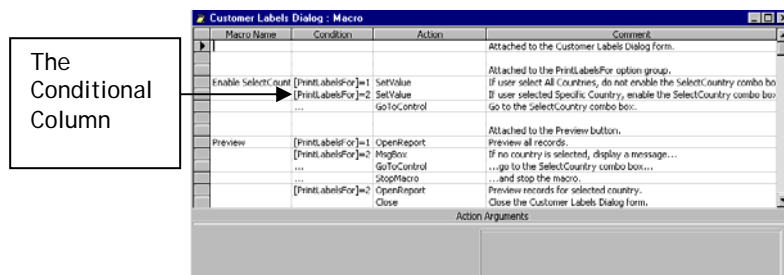 Customer Labels Dialog : Macro
Macro Name Condition Action Comment
Attached to the Customer Labels Dialog form.
The
Conditional
Column
Attached to the PrintLabelsFor option group.
Enable SelectCount [PrintLabelsFor]=1 SetValue If user select All Countries, do not enable the SelectCountry combo bo
[PrintLabelsFor]=2 SetValue If user selected Specific Country, enable the SelectCountry combo box
... GoToControl Go to the SelectCountry combo box.
Attached to the Preview button.
Preview [PrintLabelsFor]=1 OpenReport Preview all records.
[PrintLabelsFor]=2 MsgBox If no country is selected, display a message...
... GoToControl ...go to the SelectCountry combo box...
... StopMacro ...and stop the macro.
[PrintLabelsFor]=2 OpenReport Preview records for selected country.
Close Close the Customer Labels Dialog form.
Action Arguments